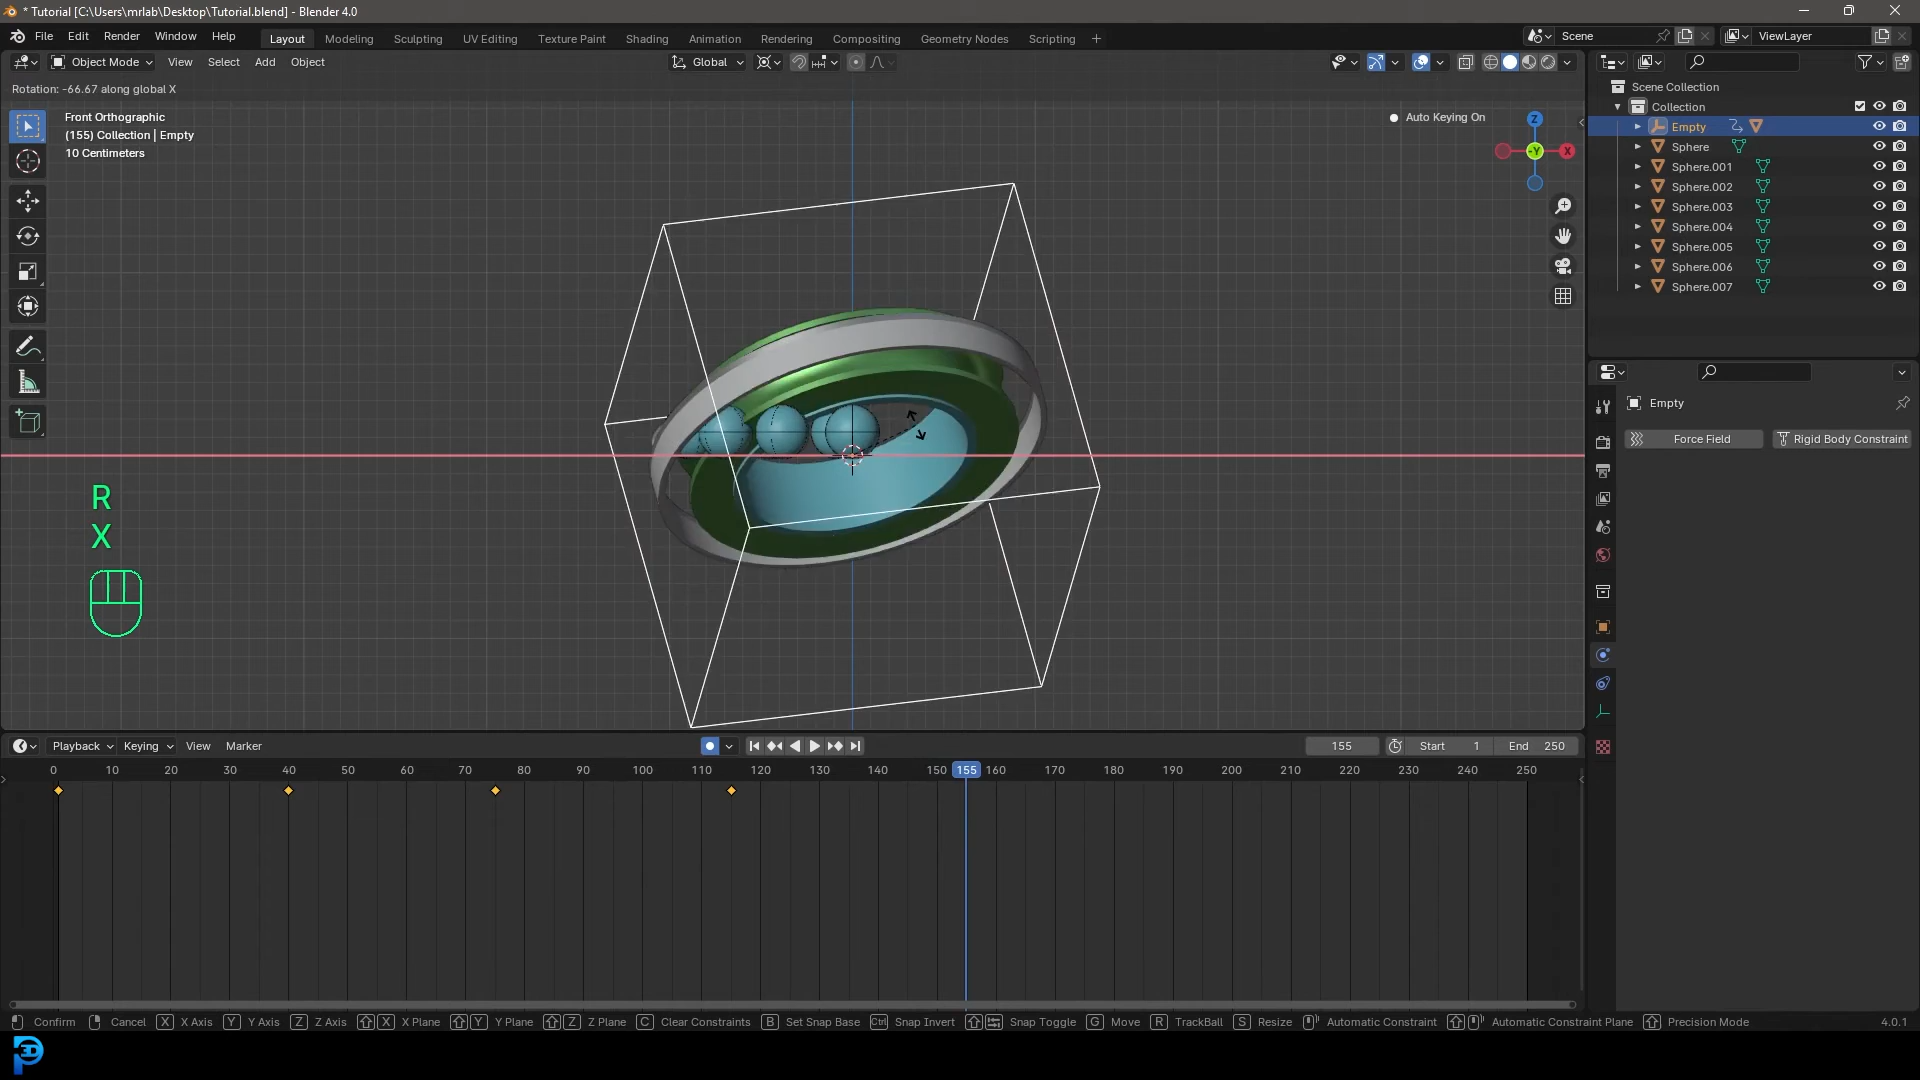 * Tutorial [C:\Users\mrlab\Desktop\Tutorial.blend] - Blender 4.0
File Edit Render Window Help Layout Modeling Sculpting UV Editing Texture Paint Shading Animation Rendering Compositing Geometry Nodes Scripting + Scene ViewLayer
Object Mode View Select Add Object Global
Rotation: -66.67 along global X
Front Orthographic
(155) Collection | Empty
10 Centimeters
Auto Keying On
Z
-Y
X
R
X
Scene Collection
Collection
Empty
Sphere
Sphere.001
Sphere.002
Sphere.003
Sphere.004
Sphere.005
Sphere.006
Sphere.007
Empty
Force Field Rigid Body Constraint
Playback Keying View Marker 155 Start 1 End 250
0 10 20 30 40 50 60 70 80 90 100 110 120 130 140 150 155 160 170 180 190 200 210 220 230 240 250
Confirm Cancel X X Axis Y Y Axis Z Z Axis X X Plane Y Y Plane Z Z Plane C Clear Constraints B Set Snap Base Ctrl Snap Invert Snap Toggle G Move R TrackBall S Resize Automatic Constraint Automatic Constraint Plane Precision Mode 4.0.1
3D